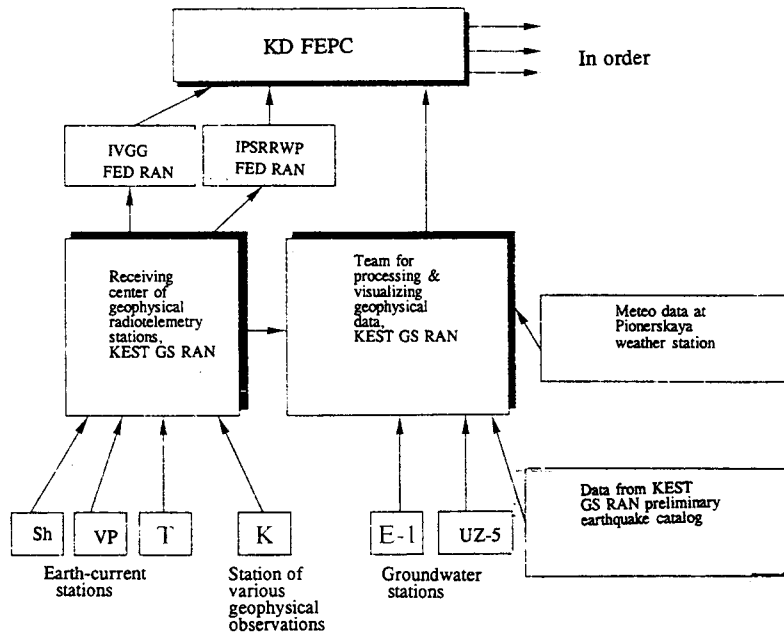 KD FEPC
In order
IVGG
FED RAN
IPSRRWP
FED RAN
Receiving
center of
geophysical
radiotelemetry
stations,
KEST GS RAN
Team for
processing &
visualizing
geophysical
data,
KEST GS RAN
Meteo data at
Pionerskaya
weather station
Data from KEST
GS RAN preliminary
earthquake catalog
Sh
VP
T
K
E-1
UZ-5
Earth-current
stations
Station of
various
geophysical
observations
Groundwater
stations